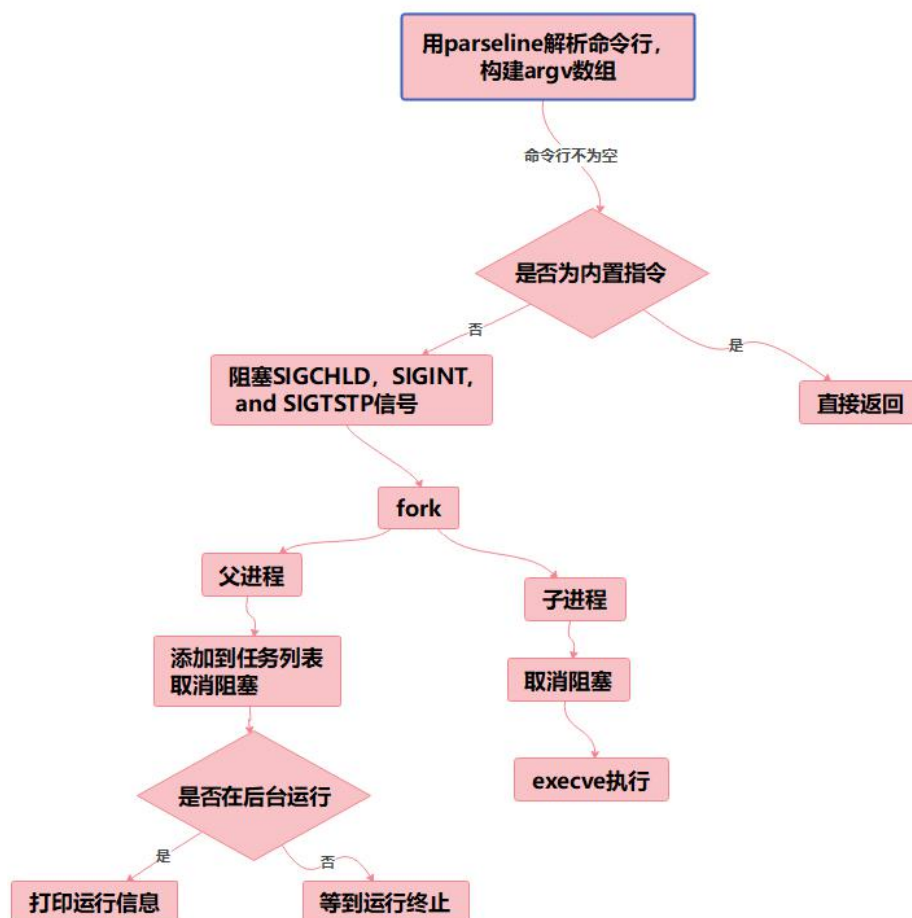 用parseline解析命令行，
构建argv数组
命令行不为空
是否为内置指令
否
是
阻塞SIGCHLD，SIGINT,
and SIGTSTP信号
直接返回
fork
父进程
子进程
添加到任务列表
取消阻塞
取消阻塞
execve执行
是否在后台运行
是
否
打印运行信息
等到运行终止